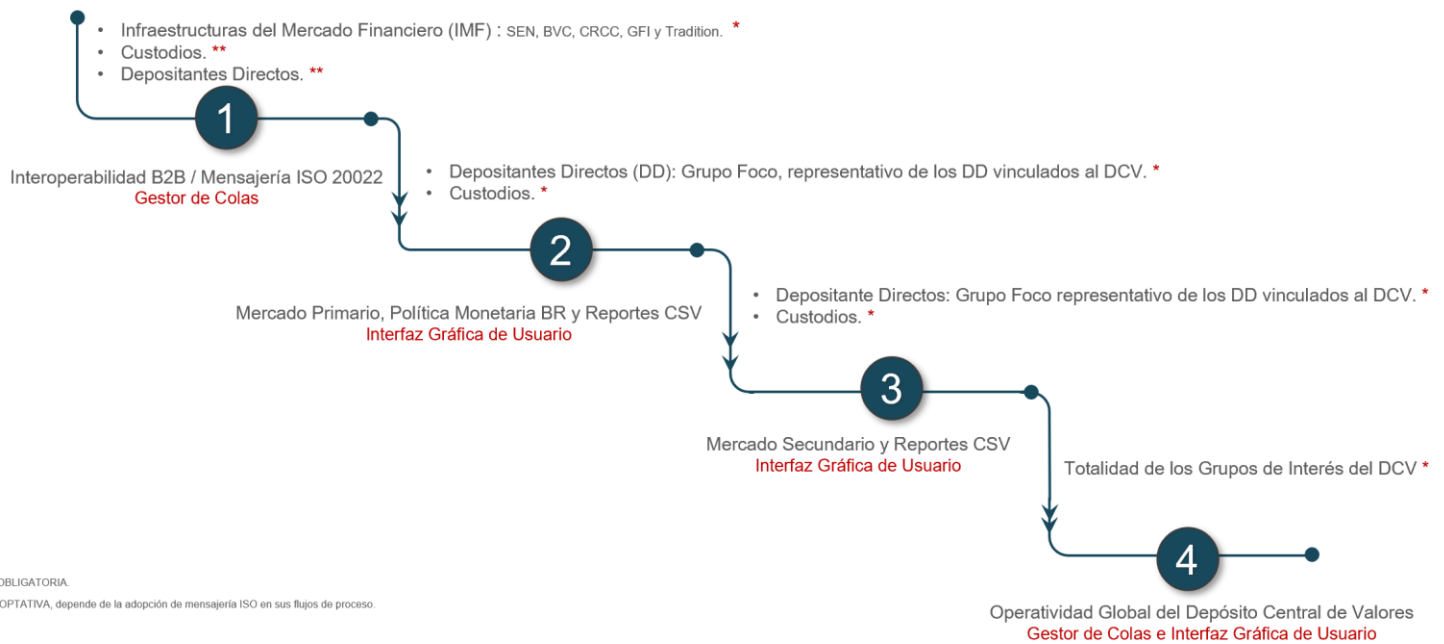 • Infraestructuras del Mercado Financiero (IMF) : SEN, BVC, CRCC, GFI y Tradition. *
• Custodios. **
• Depositantes Directos. **
1
Interoperabilidad B2B / Mensajería ISO 20022
Gestor de Colas
• Depositantes Directos (DD): Grupo Foco, representativo de los DD vinculados al DCV. *
• Custodios. *
2
Mercado Primario, Política Monetaria BR y Reportes CSV
Interfaz Gráfica de Usuario
• Depositante Directos: Grupo Foco representativo de los DD vinculados al DCV. *
• Custodios. *
3
Mercado Secundario y Reportes CSV
Interfaz Gráfica de Usuario
Totalidad de los Grupos de Interés del DCV *
4
Operatividad Global del Depósito Central de Valores
Gestor de Colas e Interfaz Gráfica de Usuario
OBLIGATORIA.
OPTATIVA, depende de la adopción de mensajería ISO en sus flujos de proceso.